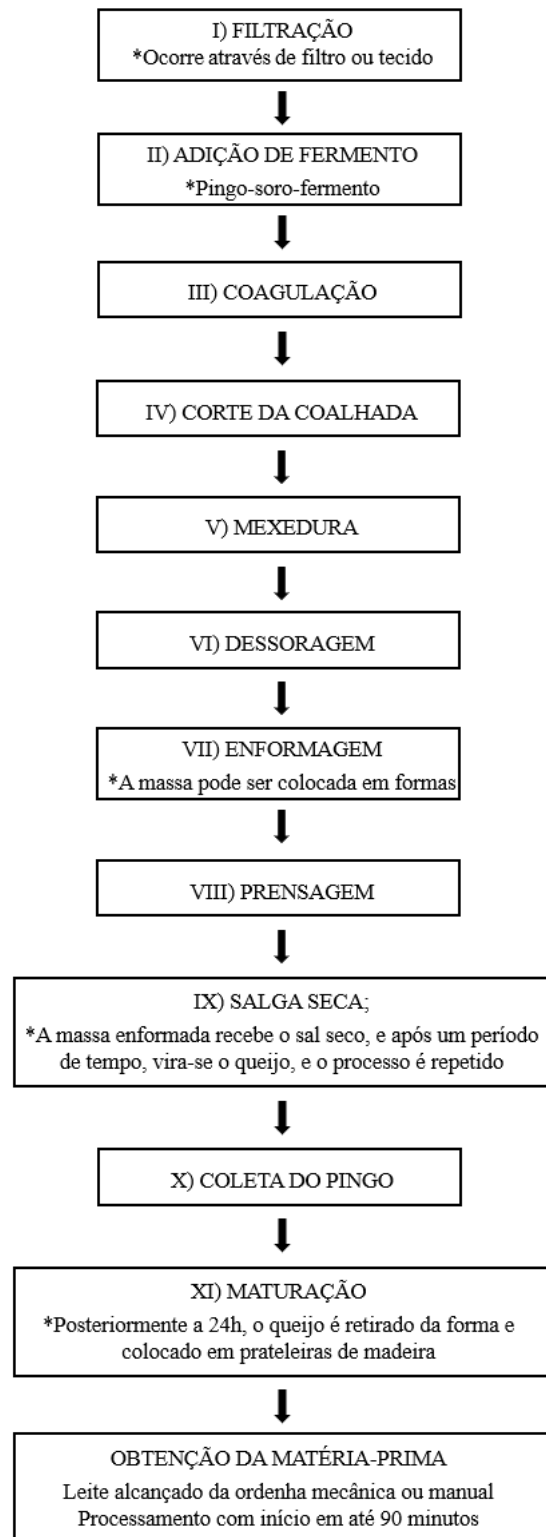 I) FILTRAÇÃO
*Ocorre através de filtro ou tecido
II) ADIÇÃO DE FERMENTO
*Pingo-soro-fermento
III) COAGULAÇÃO
IV) CORTE DA COALHADA
V) MEXEDURA
VI) DESSORAGEM
VII) ENFORMAGEM
*A massa pode ser colocada em formas
VIII) PRENSAGEM
IX) SALGA SECA;
*A massa enformada recebe o sal seco, e após um período
de tempo, vira-se o queijo, e o processo é repetido
X) COLETA DO PINGO
XI) MATURAÇÃO
*Posteriormente a 24h, o queijo é retirado da forma e
colocado em prateleiras de madeira
OBTENÇÃO DA MATÉRIA-PRIMA
Leite alcançado da ordenha mecânica ou manual
Processamento com início em até 90 minutos